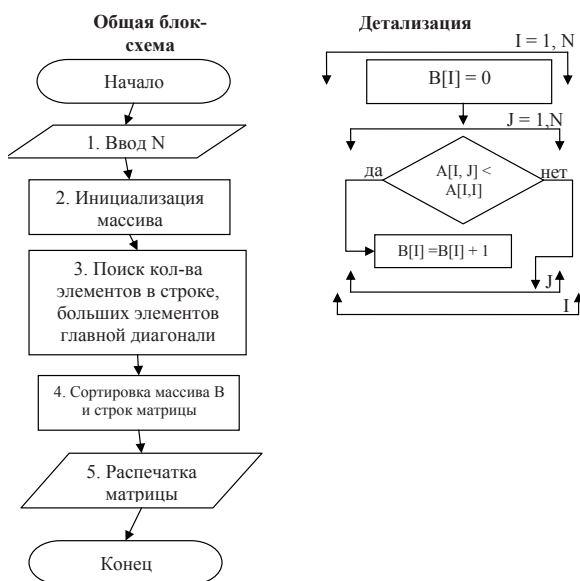 Общая блок-
схема
Начало
1. Ввод N
2. Инициализация
массива
3. Поиск кол-ва
элементов в строке,
больших элементов
главной диагонали
4. Сортировка массива В
и строк матрицы
5. Распечатка
матрицы
Конец
Детализация
I = 1, N
B[I] = 0
J = 1,N
да
A[I, J] <
A[I,I]
нет
B[I] =B[I] + 1
J
I